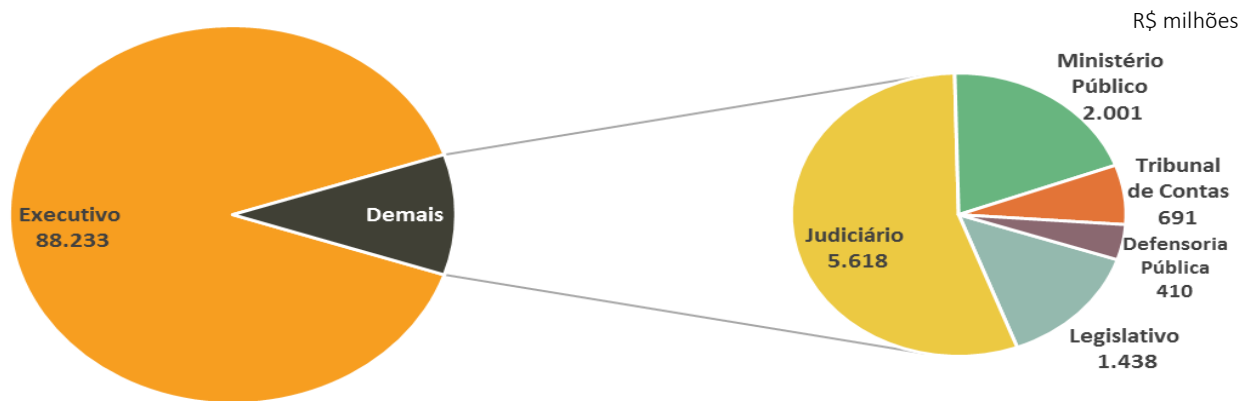 R$ milhões
Executivo
88.233
Demais
Judiciário
5.618
Ministério
Público
2.001
Tribunal
de Contas
691
Defensoria
Pública
410
Legislativo
1.438